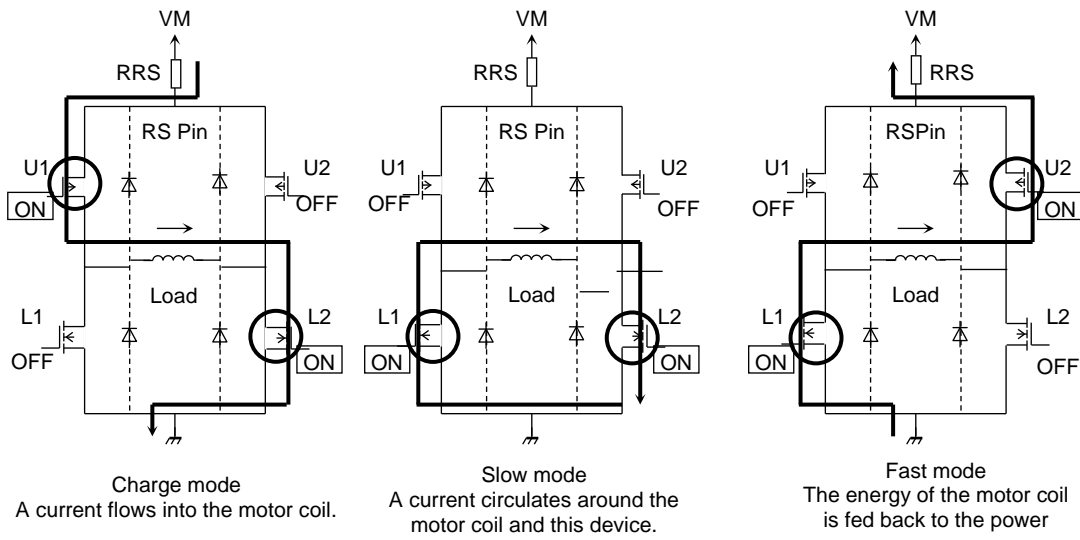 VM
RRS
RS Pin
U1
U2
ON
OFF
Load
L1
L2
OFF
ON
Charge mode
A current flows into the motor coil.
VM
RRS
RS Pin
U1
U2
OFF
OFF
Load
L1
L2
ON
ON
Slow mode
A current circulates around the
motor coil and this device.
VM
RRS
RSPin
U1
U2
OFF
ON
Load
L1
L2
ON
OFF
Fast mode
The energy of the motor coil
is fed back to the power